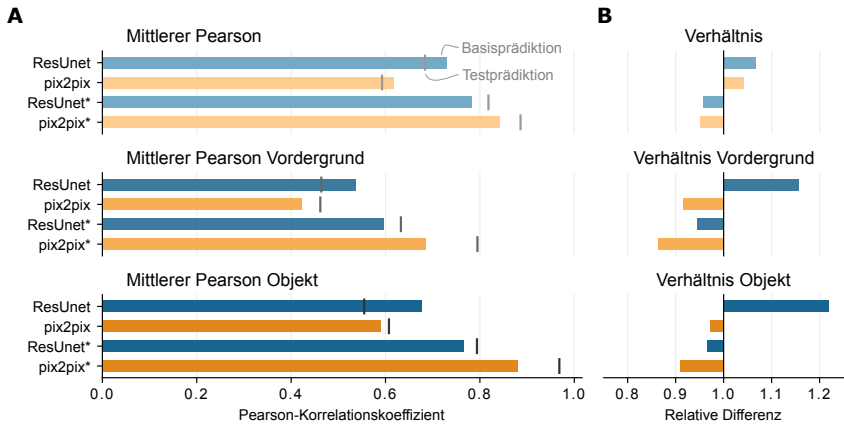 A
Mittlerer Pearson
ResUnet
pix2pix
ResUnet*
pix2pix*
Basisprädiktion
Testprädiktion
Mittlerer Pearson Vordergrund
ResUnet
pix2pix
ResUnet*
pix2pix*
Mittlerer Pearson Objekt
ResUnet
pix2pix
ResUnet*
pix2pix*
0.0 0.2 0.4 0.6 0.8 1.0
Pearson-Korrelationskoeffizient
B
Verhältnis
Verhältnis Vordergrund
Verhältnis Objekt
0.8 0.9 1.0 1.1 1.2
Relative Differenz